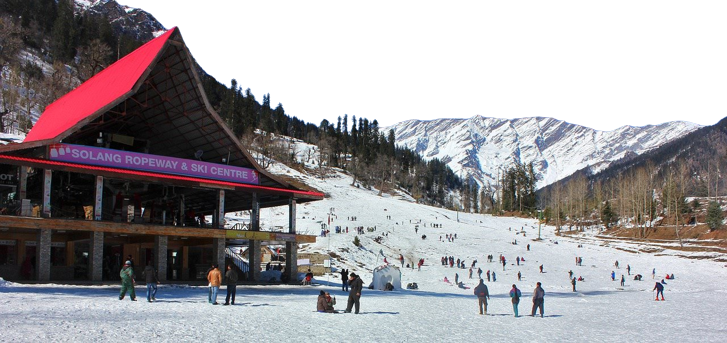 SOLANG ROPEWAY & SKI CENTRE